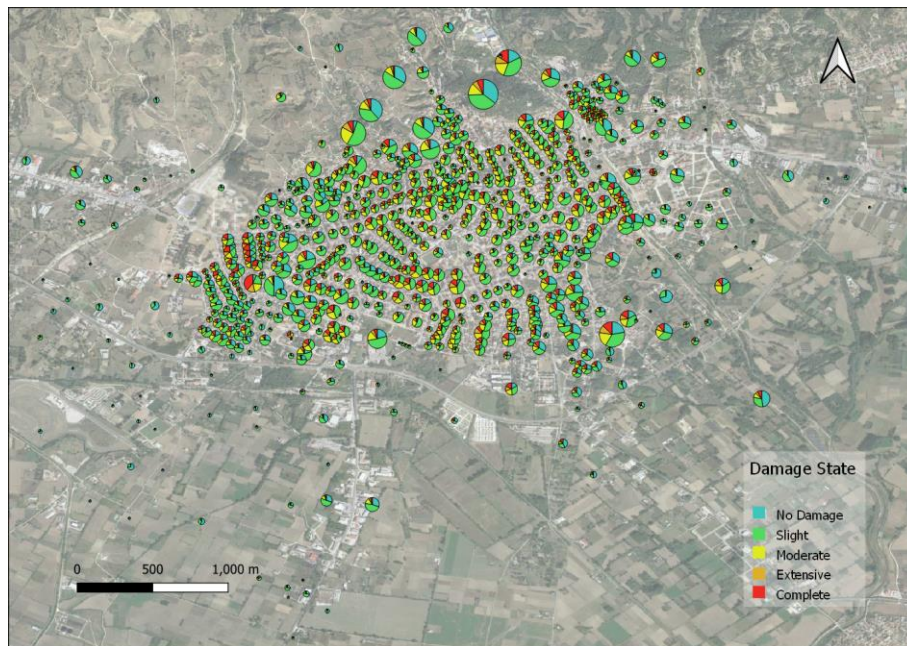 Damage State
No Damage
Slight
Moderate
Extensive
Complete
0 500 1,000 m